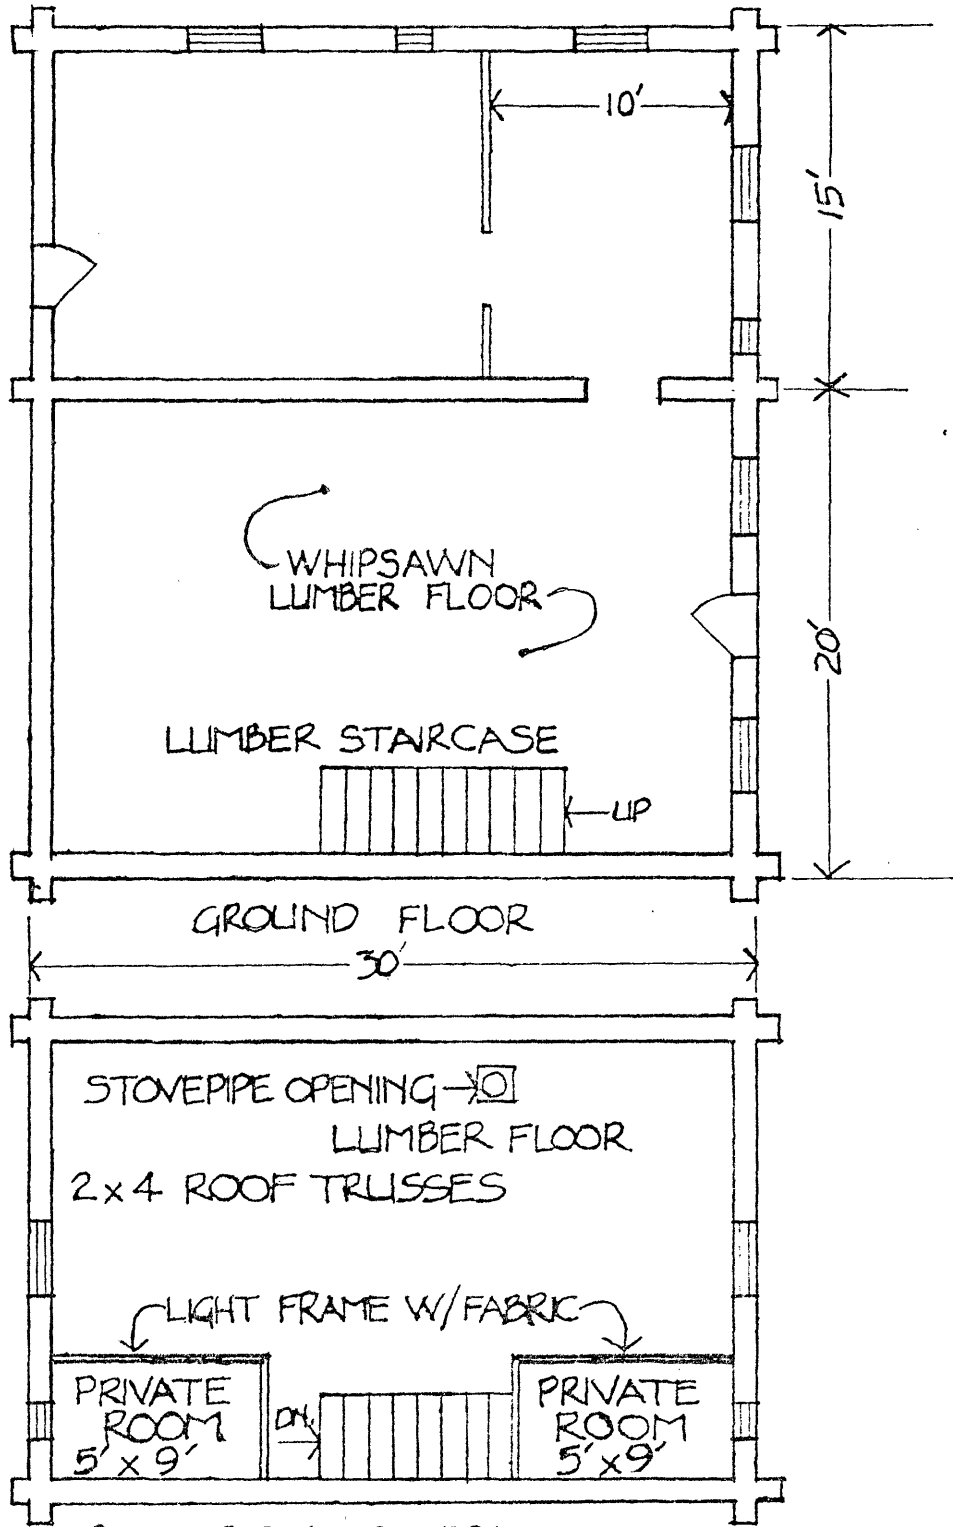 10'
15'
WHIPSAWN
LUMBER FLOOR
20'
LUMBER STAIRCASE
UP
GROUND FLOOR
30'
STOVEPIPE OPENING
LUMBER FLOOR
2x4 ROOF TRUSSES
LIGHT FRAME W/FABRIC
PRIVATE
ROOM
5' x 9'
DN.
PRIVATE
ROOM
5' x 9'